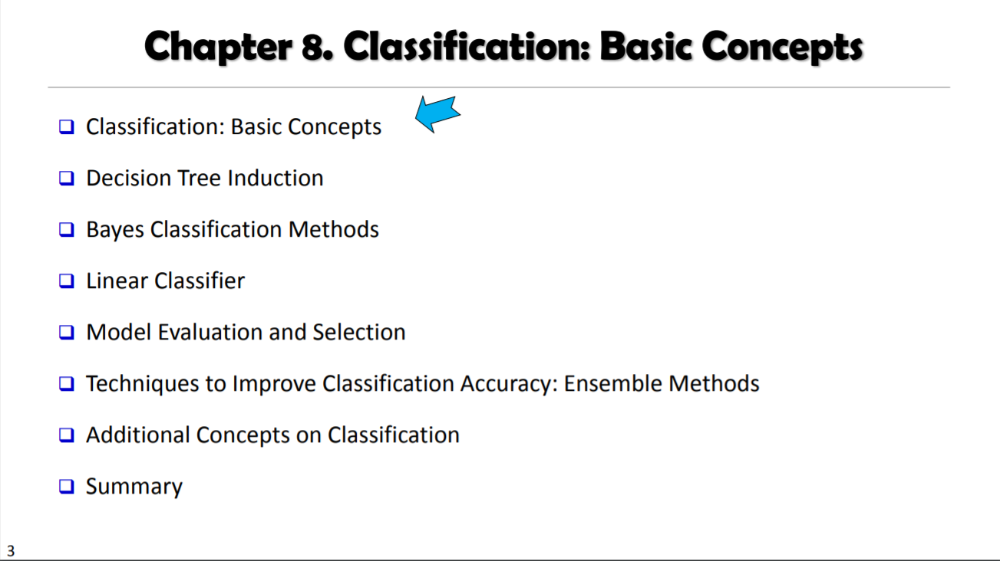 Chapter 8. Classification: Basic Concepts
Classification: Basic Concepts
Decision Tree Induction
Bayes Classification Methods
Linear Classifier
Model Evaluation and Selection
Techniques to Improve Classification Accuracy: Ensemble Methods
Additional Concepts on Classification
Summary
3